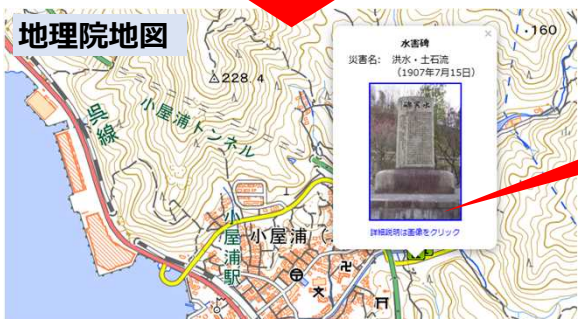 地理院地図
水害碑
災害名: 洪水・土石流
(1907年7月15日)
詳細説明は画像をクリック
·160
228.4
小屋浦トンネル
呉線
小屋浦駅
小屋浦(
文